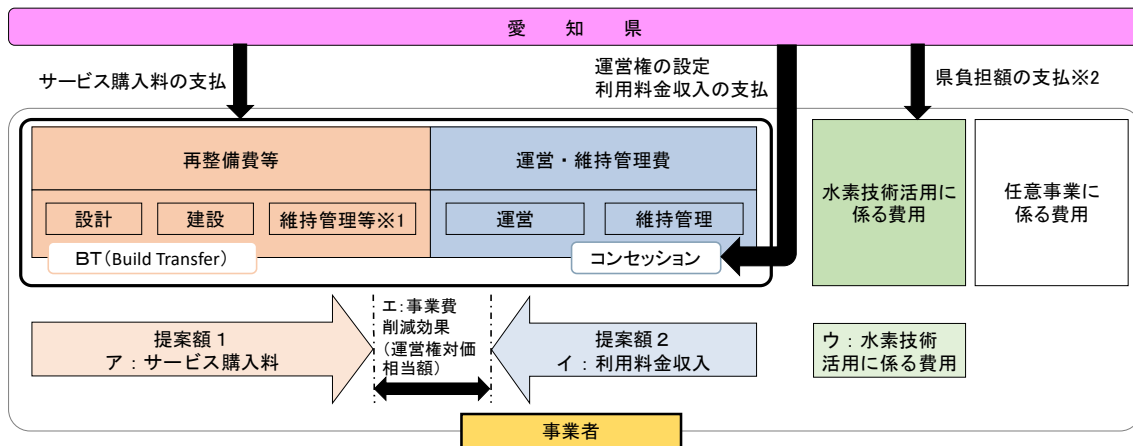 愛 知 県
サービス購入料の支払
運営権の設定
利用料金収入の支払
県負担額の支払※2
再整備費等
運営・維持管理費
設計
建設
維持管理等※1
運営
維持管理
BT(Build Transfer)
コンセッション
水素技術活用に
係る費用
任意事業に
係る費用
提案額1
ア:サービス購入料
エ:事業費
削減効果
(運営権対価
相当額)
提案額2
イ:利用料金収入
ウ:水素技術
活用に係る費用
事業者